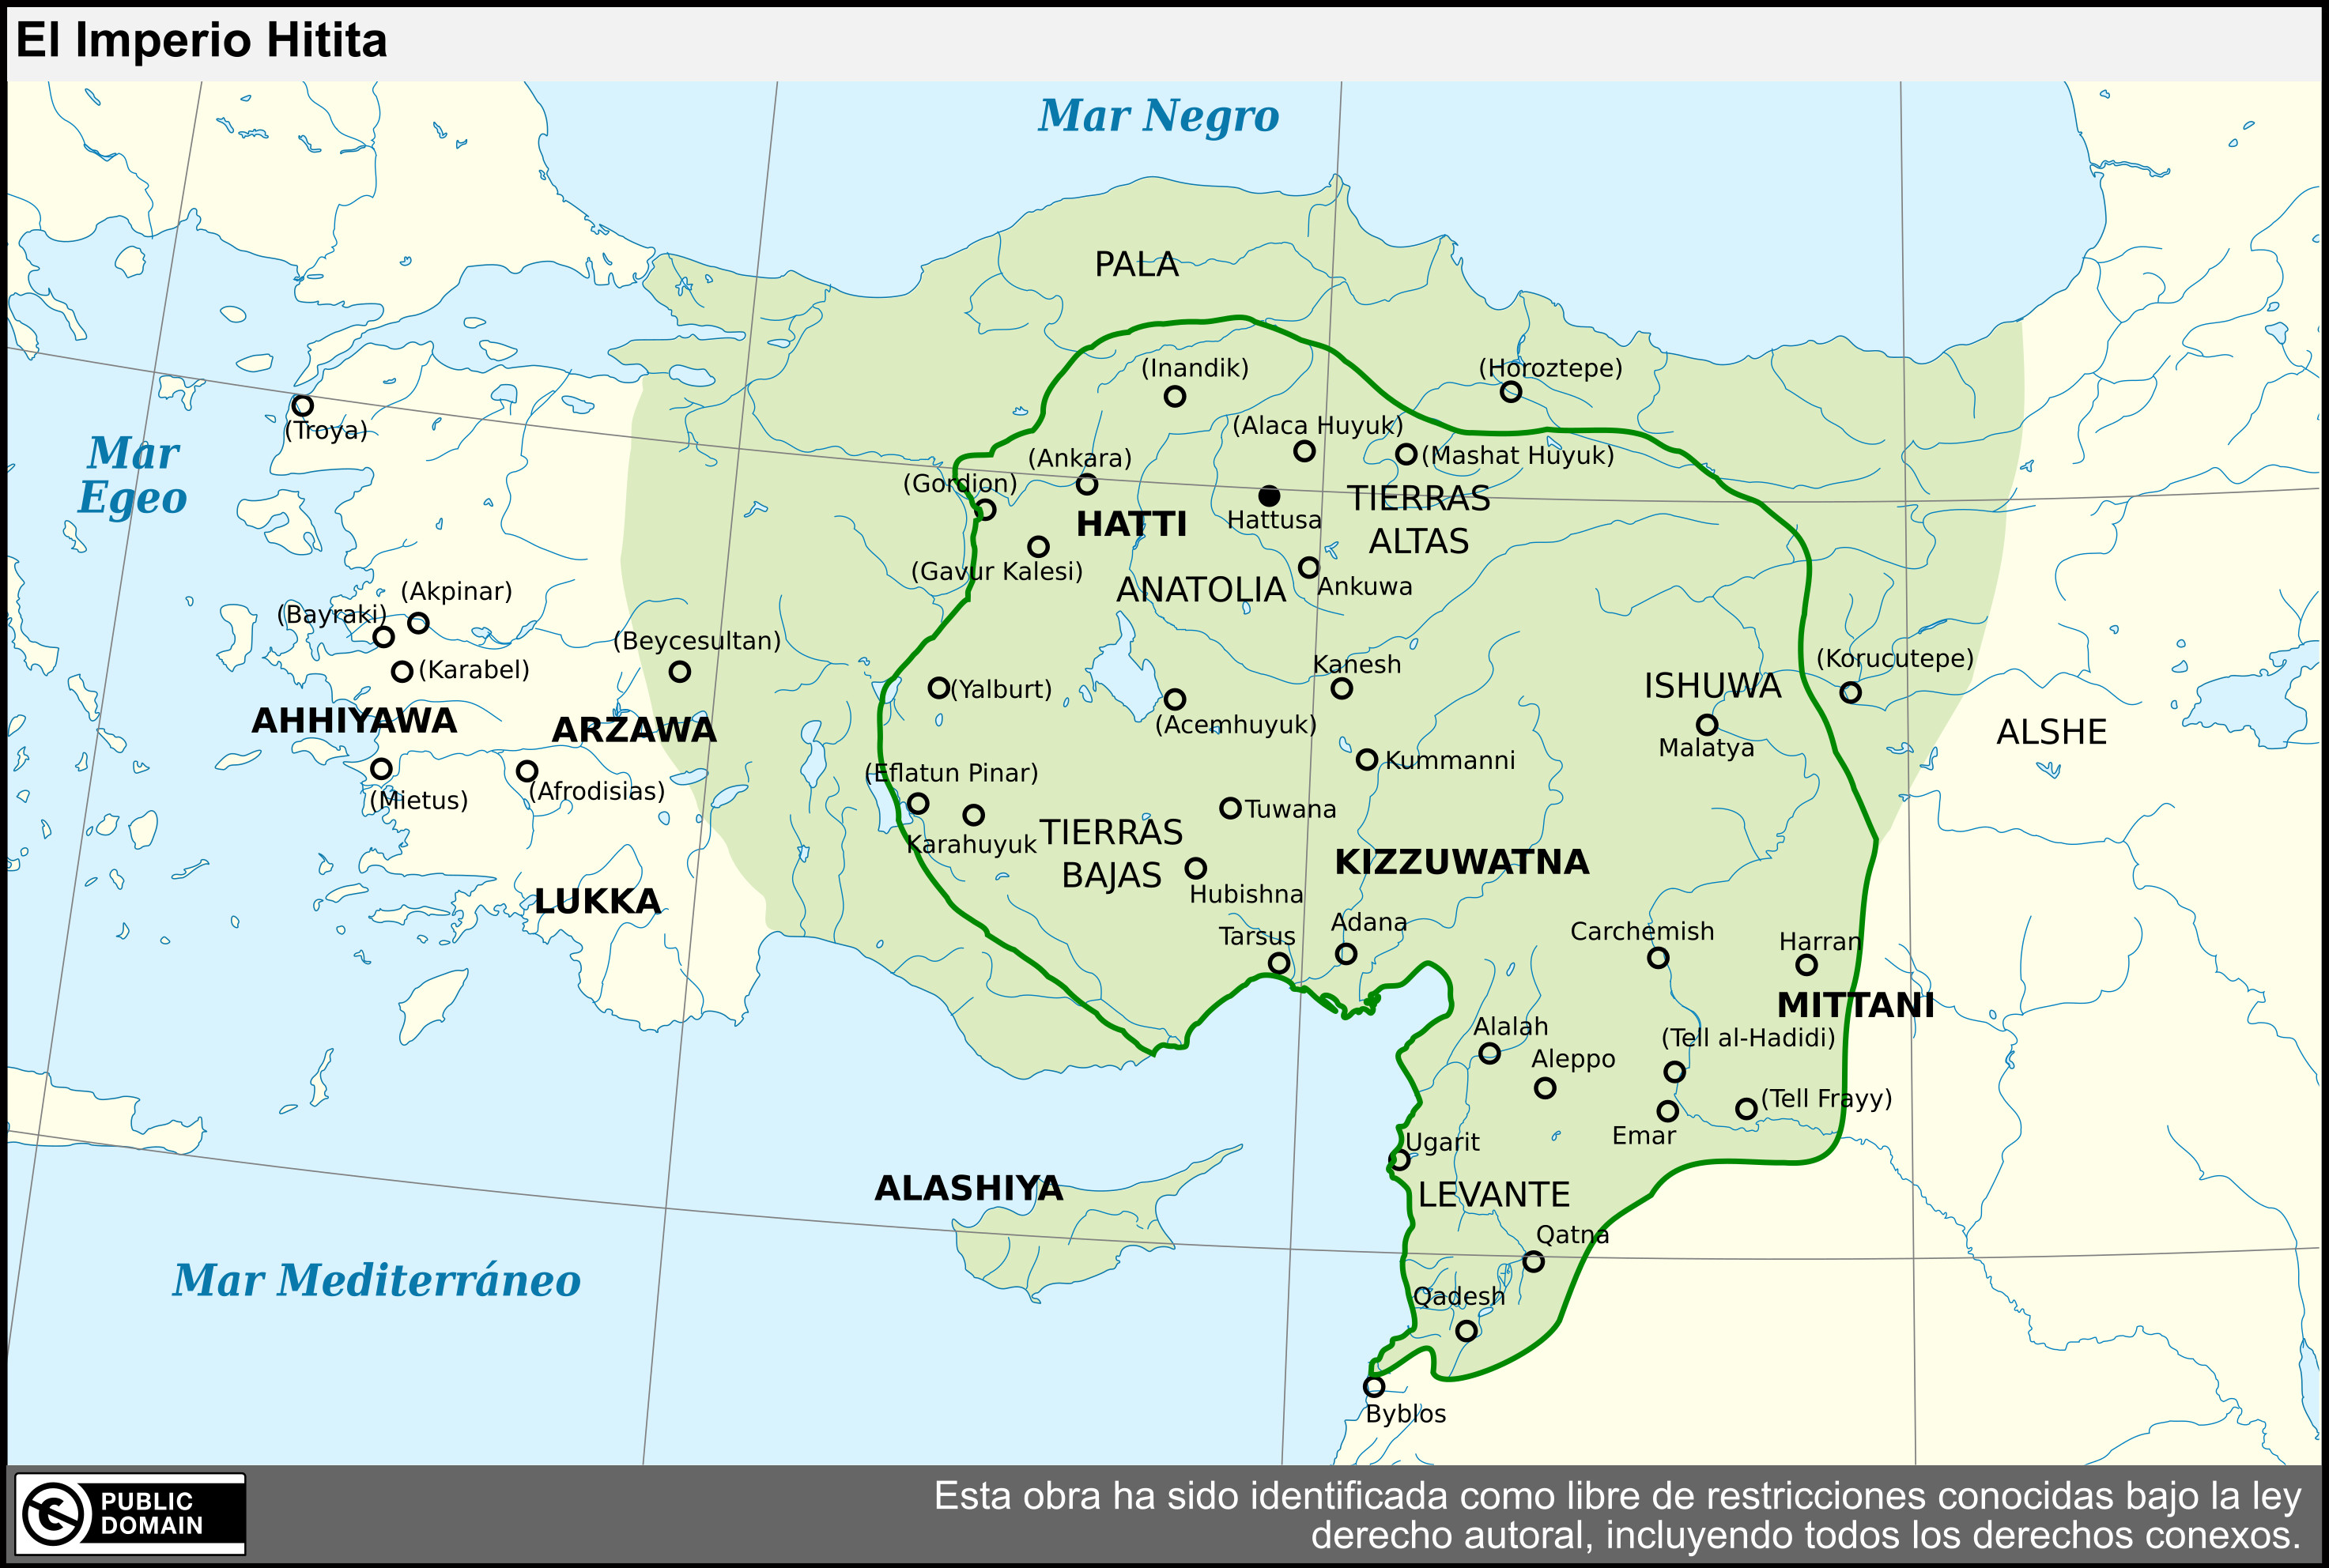 El Imperio Hitita
Mar Negro
PALA
(Inandik)
(Horoztepe)
(Troya)
(Alaca Huyuk)
Mar
Egeo
(Ankara)
(Mashat Huyuk)
(Gordion)
TIERRAS
ALTAS
HATTI
Hattusa
(Gavur Kalesi)
ANATOLIA
Ankuwa
(Akpinar)
(Bayraki)
(Beycesultan)
(Karabel)
Kanesh
(Korucutepe)
ISHUWA
(Yalburt)
AHHIYAWA
ARZAWA
(Acemhuyuk)
ALSHE
Malatya
Kummanni
(Eflatun Pinar)
(Afrodisias)
(Mietus)
Tuwana
TIERRAS
BAJAS
Karahuyuk
KIZZUWATNA
Hubishna
LUKKA
Adana
Carchemish
Tarsus
Harran
MITTANI
Alalah
(Tell al-Hadidi)
Aleppo
(Tell Frayy)
Emar
Ugarit
ALASHIYA
LEVANTE
Qatna
Mar Mediterráneo
Qadesh
Byblos
PUBLIC
DOMAIN
Esta obra ha sido identificada como libre de restricciones conocidas bajo la ley
derecho autoral, incluyendo todos los derechos conexos.